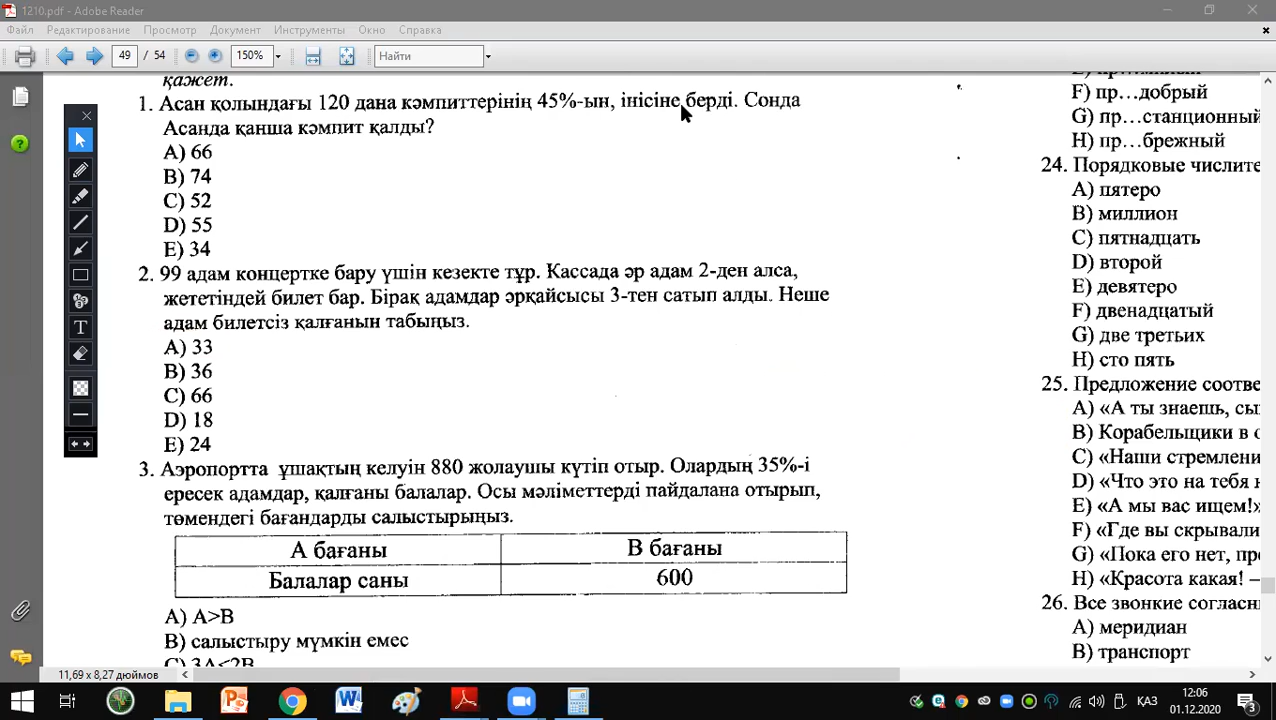 1210.pdf - Adobe Reader
Файл Редактирование Просмотр Документ Инструменты Окно Справка
49 / 54 150% Найти
қажет.
1. Асан қолындағы 120 дана кәмпиттерінің 45%-ын, інісіне берді. Сонда
Асанда қанша кәмпит қалды?
A) 66
B) 74
C) 52
D) 55
E) 34
2. 99 адам концертке бару үшін кезекте тұр. Кассада әр адам 2-ден алса,
жететіндей билет бар. Бірақ адамдар әрқайсысы 3-тен сатып алды. Неше
адам билетсіз қалғанын табыңыз.
A) 33
B) 36
C) 66
D) 18
E) 24
3. Аэропортта ұшақтың келуін 880 жолаушы күтіп отыр. Олардың 35%-і
ересек адамдар, қалғаны балалар. Осы мәліметтерді пайдалана отырып,
төмендегі бағандарды салыстырыңыз.
А бағаны В бағаны
Балалар саны 600
A) A>B
B) салыстыру мүмкін емес
C) 3A<2B
F) пр…добрый
G) пр…станционный
H) пр…брежный
24. Порядковые числите
A) пятеро
B) миллион
C) пятнадцать
D) второй
E) девятеро
F) двенадцатый
G) две третьих
H) сто пять
25. Предложение соотве
A) «А ты знаешь, сы
B) Корабельщики в о
C) «Наши стремлени
D) «Что это на тебя н
E) «А мы вас ищем!»
F) «Где вы скрывали
G) «Пока его нет, пр
H) «Красота какая! –
26. Все звонкие согласн
A) меридиан
B) транспорт
11,69 x 8,27 дюймов
ҚАЗ
12:06
01.12.2020